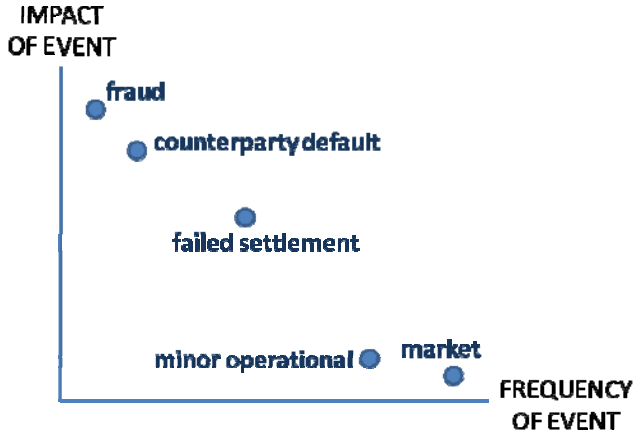 IMPACT
OF EVENT
fraud
counterparty default
failed settlement
minor operational
market
FREQUENCY
OF EVENT